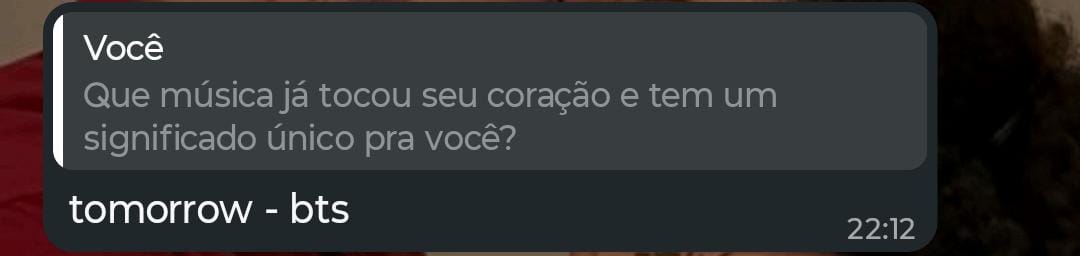 Você
Que música já tocou seu coração e tem um
significado único pra você?
tomorrow - bts
22:12